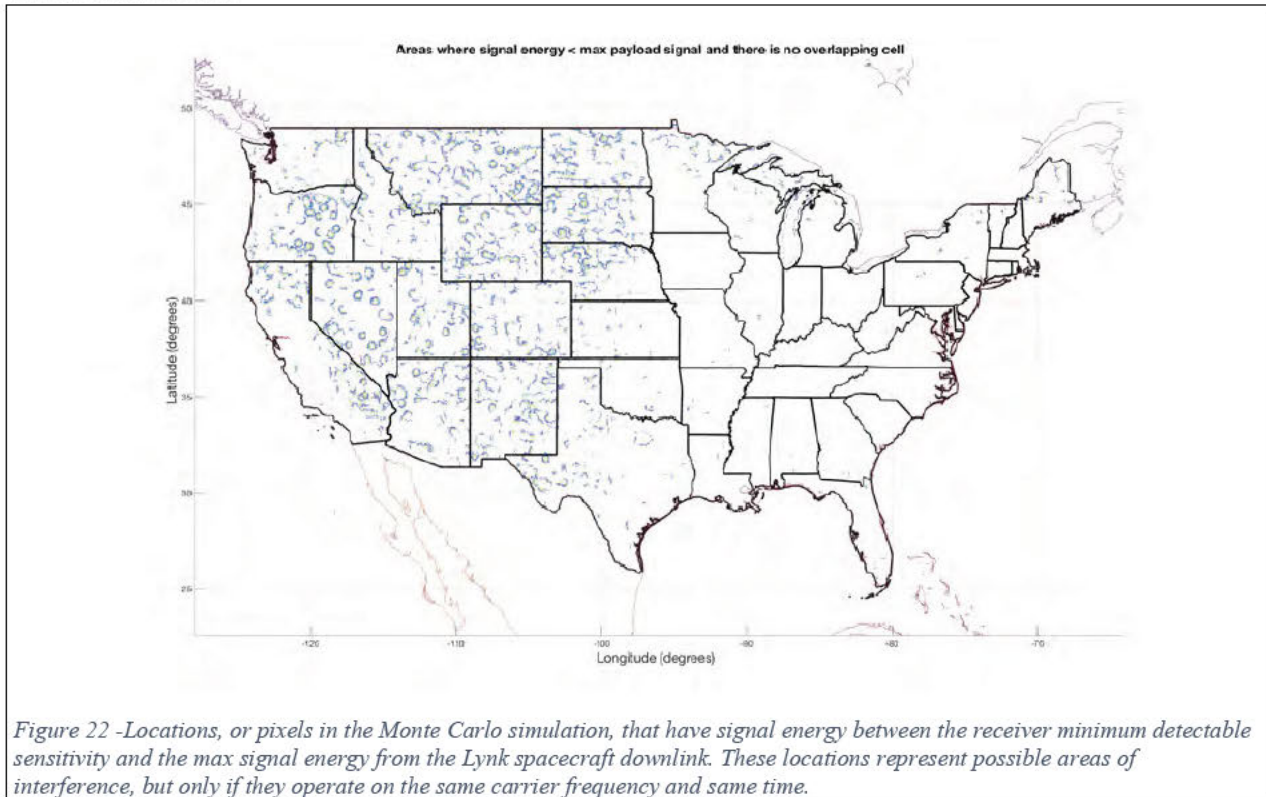 Areas where signal energy < max payload signal and there is no overlapping cell
50
45
40
35
30
25
Latitude (degrees)
-120
-110
-100
-90
-80
-70
Longitude (degrees)
Figure 22 -Locations, or pixels in the Monte Carlo simulation, that have signal energy between the receiver minimum detectable
sensitivity and the max signal energy from the Lynk spacecraft downlink. These locations represent possible areas of
interference, but only if they operate on the same carrier frequency and same time.